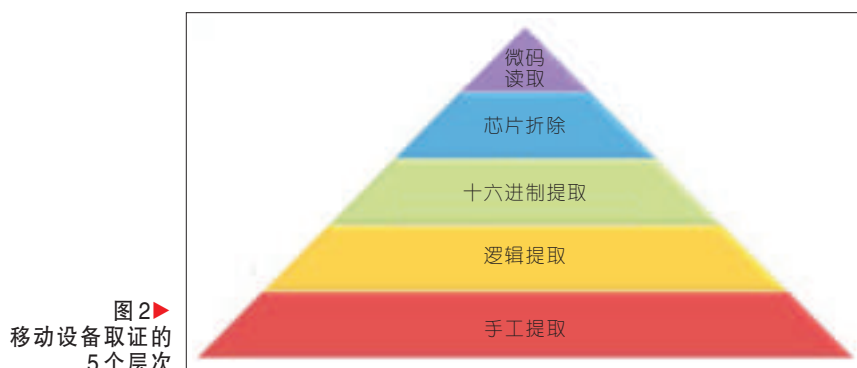 微码
读取
芯片折除
十六进制提取
逻辑提取
手工提取
图2▶
移动设备取证的
5个层次